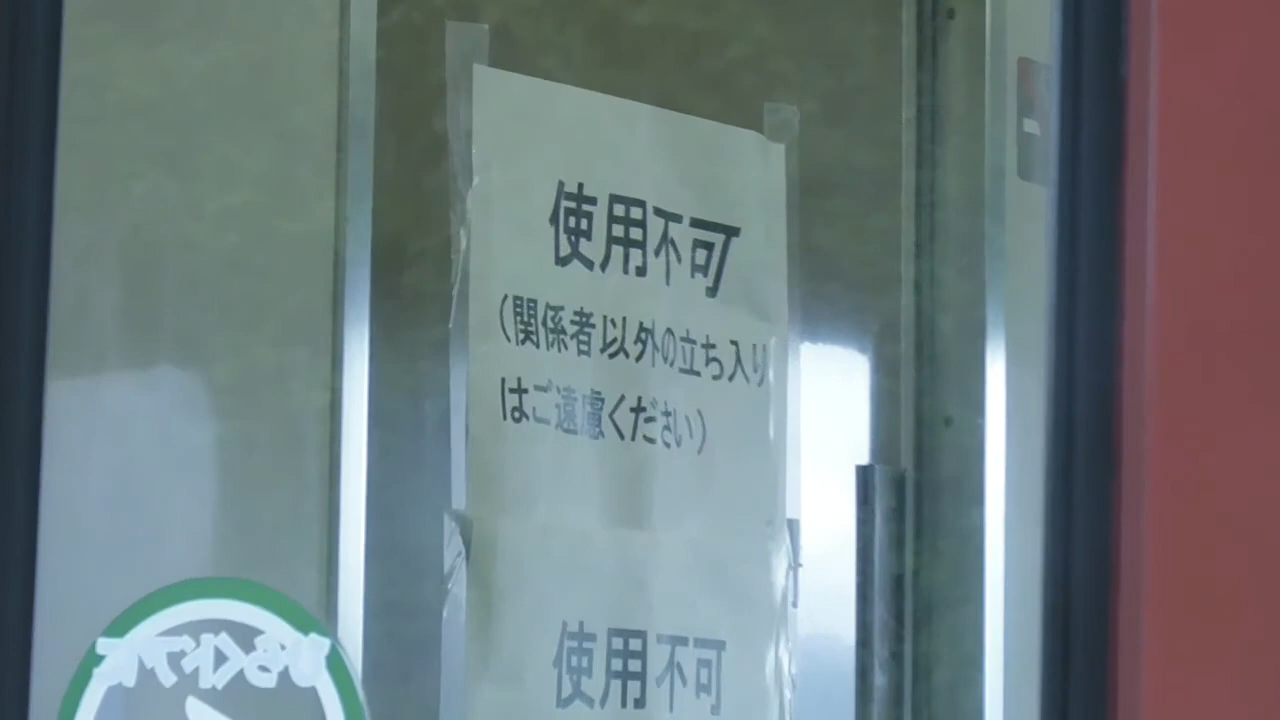 使用不可
（関係者以外の立ち入り
はご遠慮ください）
使用不可